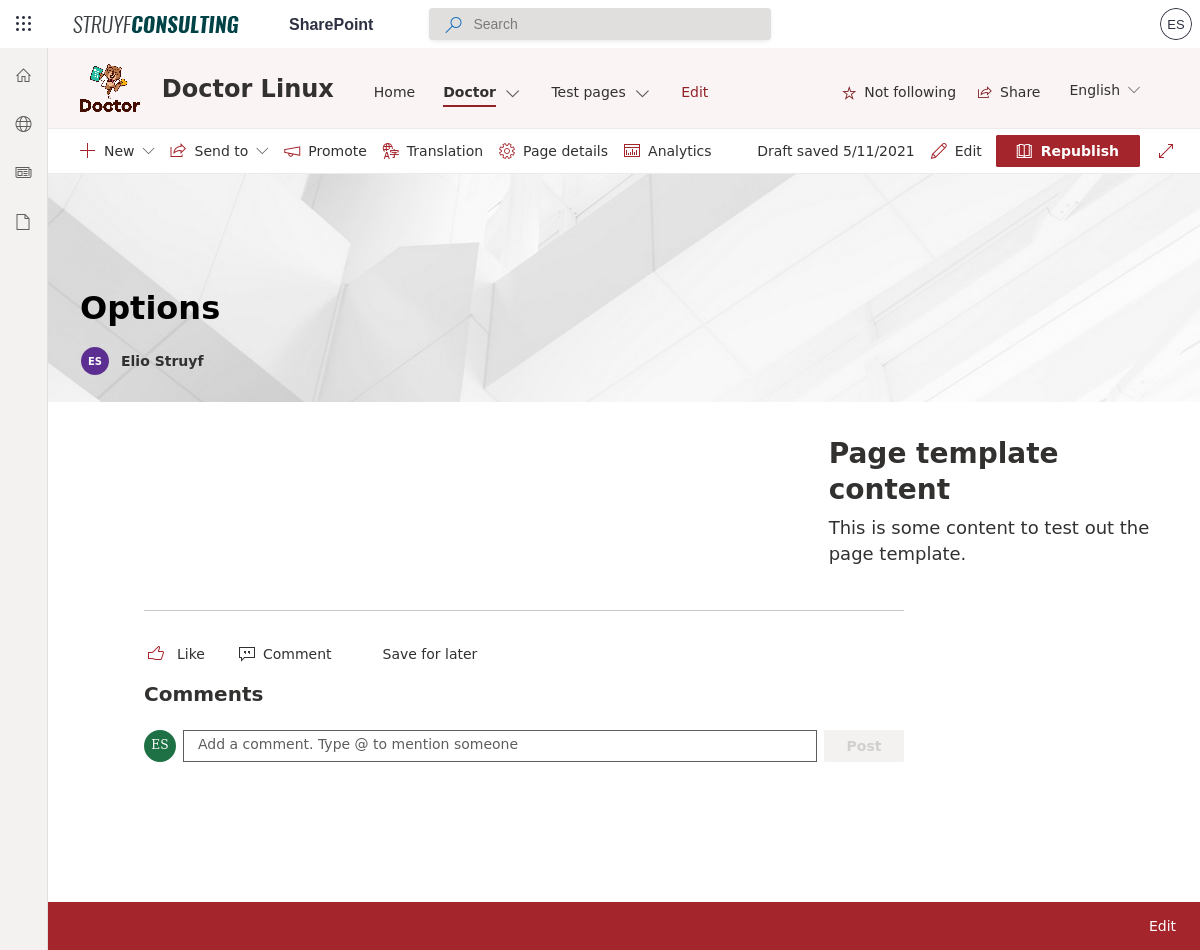 STRUYFCONSULTING SharePoint Search ES
Doctor Doctor Linux Home Doctor Test pages Edit Not following Share English
New Send to Promote Translation Page details Analytics Draft saved 5/11/2021 Edit Republish
Options
ES Elio Struyf
Page template
content
This is some content to test out the
page template.
Like Comment Save for later
Comments
ES Add a comment. Type @ to mention someone Post
Edit